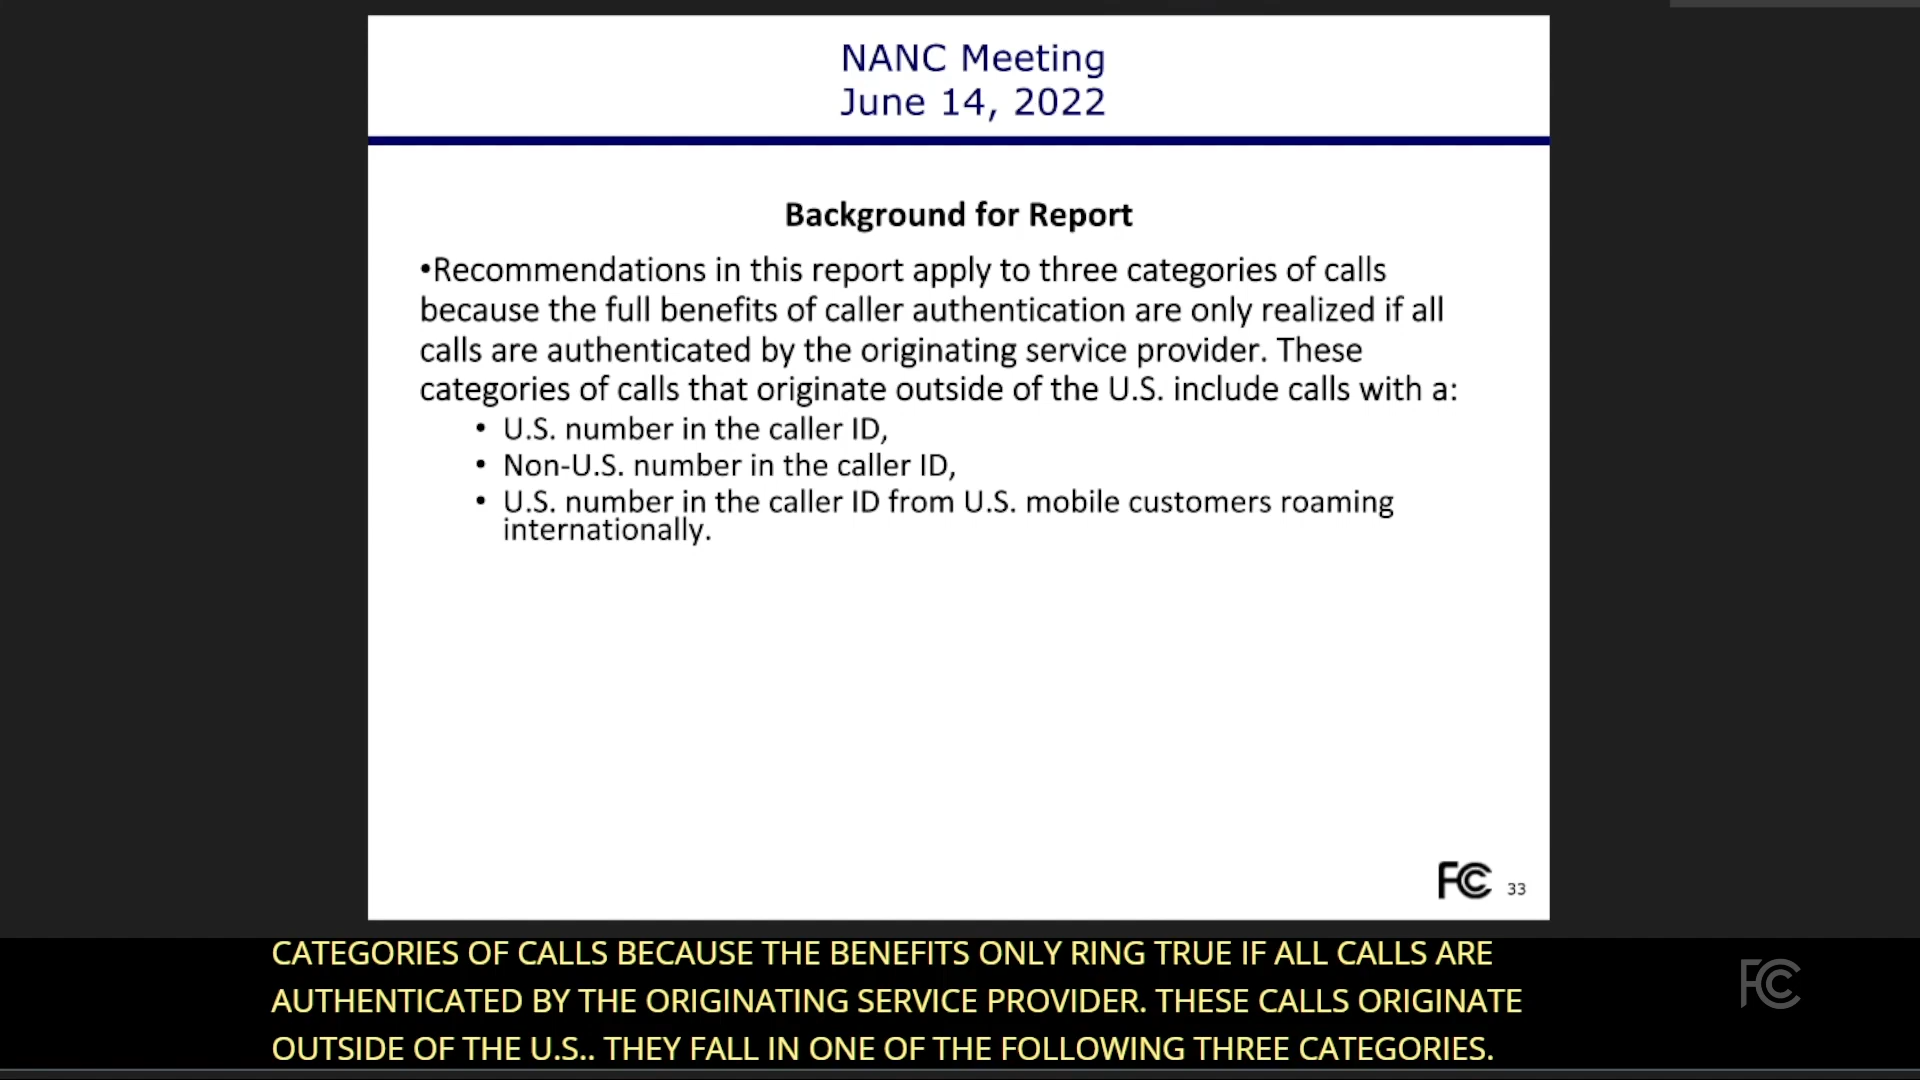 NANC Meeting
June 14, 2022
Background for Report
•Recommendations in this report apply to three categories of calls
because the full benefits of caller authentication are only realized if all
calls are authenticated by the originating service provider. These
categories of calls that originate outside of the U.S. include calls with a:
• U.S. number in the caller ID,
• Non-U.S. number in the caller ID,
• U.S. number in the caller ID from U.S. mobile customers roaming
internationally.
FCC 33
CATEGORIES OF CALLS BECAUSE THE BENEFITS ONLY RING TRUE IF ALL CALLS ARE
AUTHENTICATED BY THE ORIGINATING SERVICE PROVIDER. THESE CALLS ORIGINATE
OUTSIDE OF THE U.S.. THEY FALL IN ONE OF THE FOLLOWING THREE CATEGORIES.
FCC